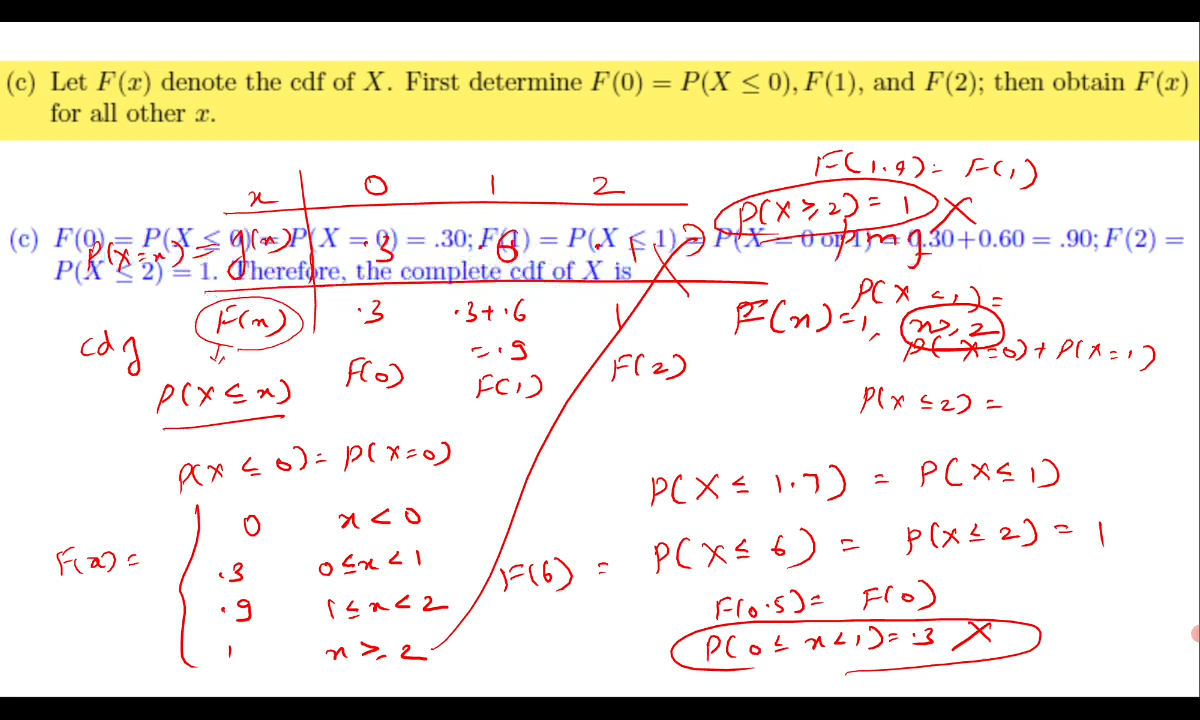 (c) Let F(x) denote the cdf of X. First determine F(0) = P(X ≤ 0), F(1), and F(2); then obtain F(x)
for all other x.
F(1.9) = F(1)
x 0 1 2
P(X ≥ 2) = 1 X
(c) F(0) = P(X ≤ 0) = P(X = 0) = .30; F(1) = P(X ≤ 1) = P(X = 0 or 1) = 0.30+0.60 = .90; F(2) =
P(X = x) = .3 .6 .1 pmf
P(X ≤ 2) = 1. Therefore, the complete cdf of X is
F(x) .3 .3+.6 1
= .9
cdf
F(0) F(1) F(2)
F(x) = 1, x ≥ 2
P(X ≤ 1) =
P(X=0) + P(X=1)
P(X ≤ x)
P(X ≤ 2) =
P(X ≤ 0) = P(X=0)
P(X ≤ 1.7) = P(X ≤ 1)
F(x) =
0 x < 0
.3 0 ≤ x < 1
.9 1 ≤ x < 2
1 x ≥ 2
F(6) = P(X ≤ 6) = P(X ≤ 2) = 1
F(0.5) = F(0)
P(0 ≤ x < 1) = .3 X